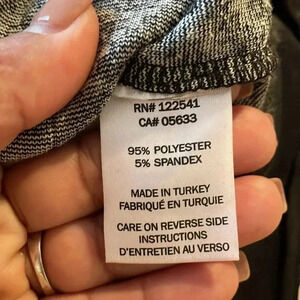 RN# 122541
CA# 05633
95% POLYESTER
5% SPANDEX
MADE IN TURKEY
FABRIQUÉ EN TURQUIE
CARE ON REVERSE SIDE
INSTRUCTIONS
D'ENTRETIEN AU VERSO